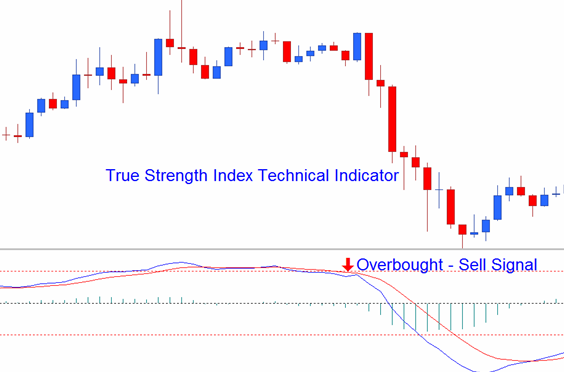 True Strength Index Technical Indicator
Overbought - Sell Signal